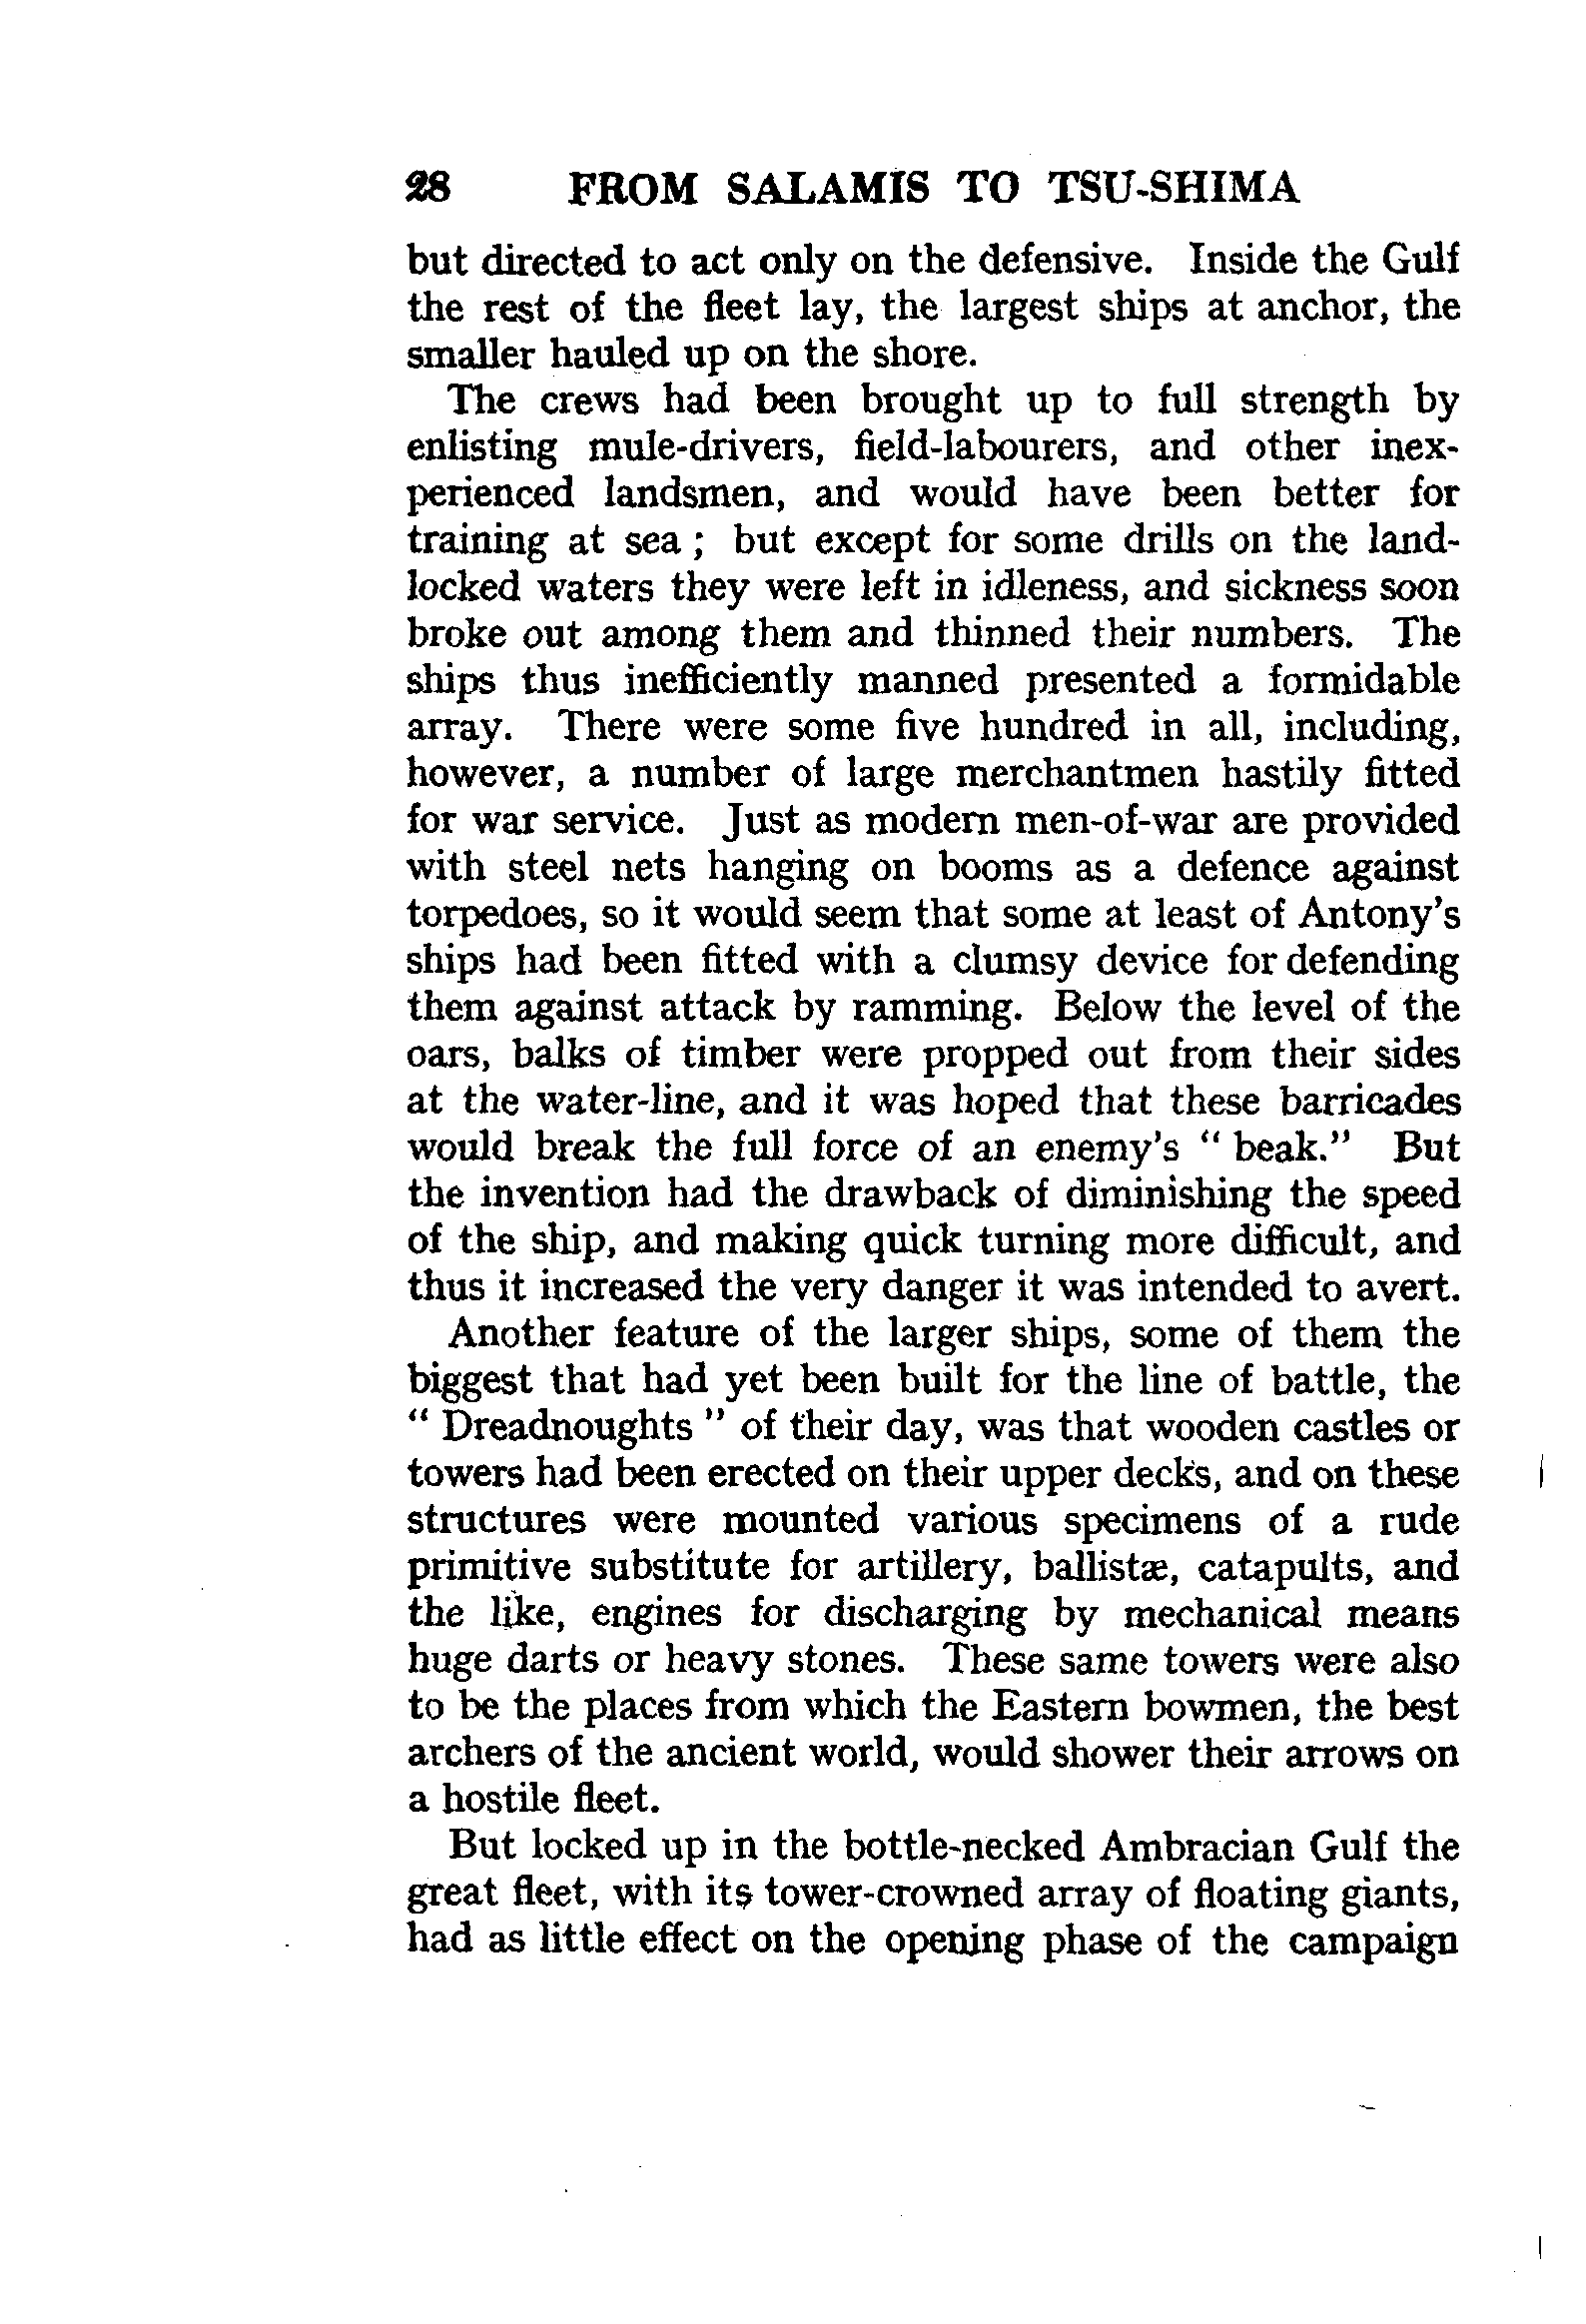 28 FROM SALAMIS TO TSU-SHIMA
but directed to act only on the defensive. Inside the Gulf
the rest of the fleet lay, the largest ships at anchor, the
smaller hauled up on the shore.
The crews had been brought up to full strength by
enlisting mule-drivers, field-labourers, and other inex-
perienced landsmen, and would have been better for
training at sea ; but except for some drills on the land-
locked waters they were left in idleness, and sickness soon
broke out among them and thinned their numbers. The
ships thus inefficiently manned presented a formidable
array. There were some five hundred in all, including,
however, a number of large merchantmen hastily fitted
for war service. Just as modern men-of-war are provided
with steel nets hanging on booms as a defence against
torpedoes, so it would seem that some at least of Antony's
ships had been fitted with a clumsy device for defending
them against attack by ramming. Below the level of the
oars, balks of timber were propped out from their sides
at the water-line, and it was hoped that these barricades
would break the full force of an enemy's " beak." But
the invention had the drawback of diminishing the speed
of the ship, and making quick turning more difficult, and
thus it increased the very danger it was intended to avert.
Another feature of the larger ships, some of them the
biggest that had yet been built for the line of battle, the
" Dreadnoughts " of their day, was that wooden castles or
towers had been erected on their upper decks, and on these
structures were mounted various specimens of a rude
primitive substitute for artillery, ballistæ, catapults, and
the like, engines for discharging by mechanical means
huge darts or heavy stones. These same towers were also
to be the places from which the Eastern bowmen, the best
archers of the ancient world, would shower their arrows on
a hostile fleet.
But locked up in the bottle-necked Ambracian Gulf the
great fleet, with its tower-crowned array of floating giants,
had as little effect on the opening phase of the campaign